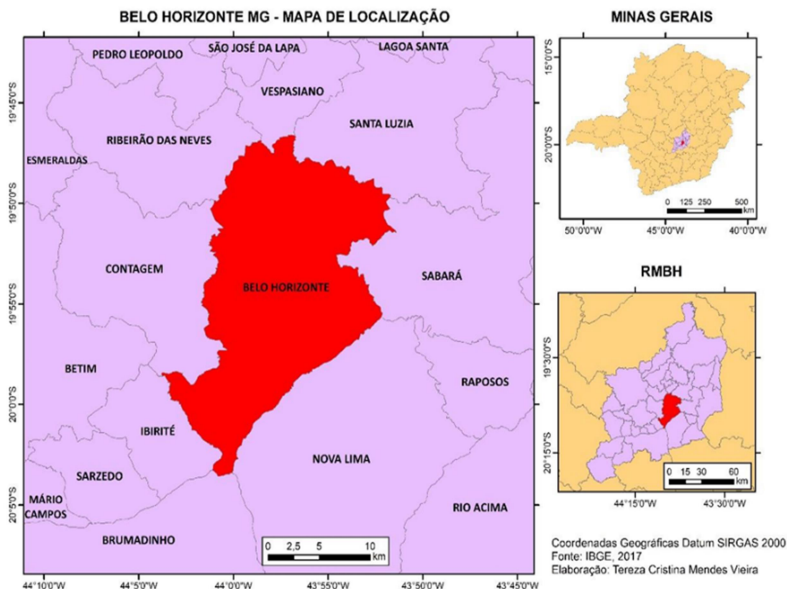 BELO HORIZONTE MG - MAPA DE LOCALIZAÇÃO
PEDRO LEOPOLDO
SÃO JOSÉ DA LAPA
LAGOA SANTA
VESPASIANO
SANTA LUZIA
RIBEIRÃO DAS NEVES
ESMERALDAS
CONTAGEM
SABARÁ
BELO HORIZONTE
BETIM
RAPOSOS
IBIRITÉ
NOVA LIMA
SARZEDO
MÁRIO
CAMPOS
RIO ACIMA
BRUMADINHO
19°45'0"S
19°50'0"S
19°55'0"S
20°0'0"S
20°5'0"S
0 2,5 5 10
km
44°10'0"W 44°5'0"W 44°0'0"W 43°55'0"W 43°50'0"W 43°45'0"W
MINAS GERAIS
15°0'0"S
20°0'0"S
0 125 250 500
km
50°0'0"W 45°0'0"W 40°0'0"W
RMBH
19°30'0"S
20°15'0"S
0 15 30 60
km
44°15'0"W 43°30'0"W
Coordenadas Geográficas Datum SIRGAS 2000
Fonte: IBGE, 2017
Elaboração: Tereza Cristina Mendes Vieira